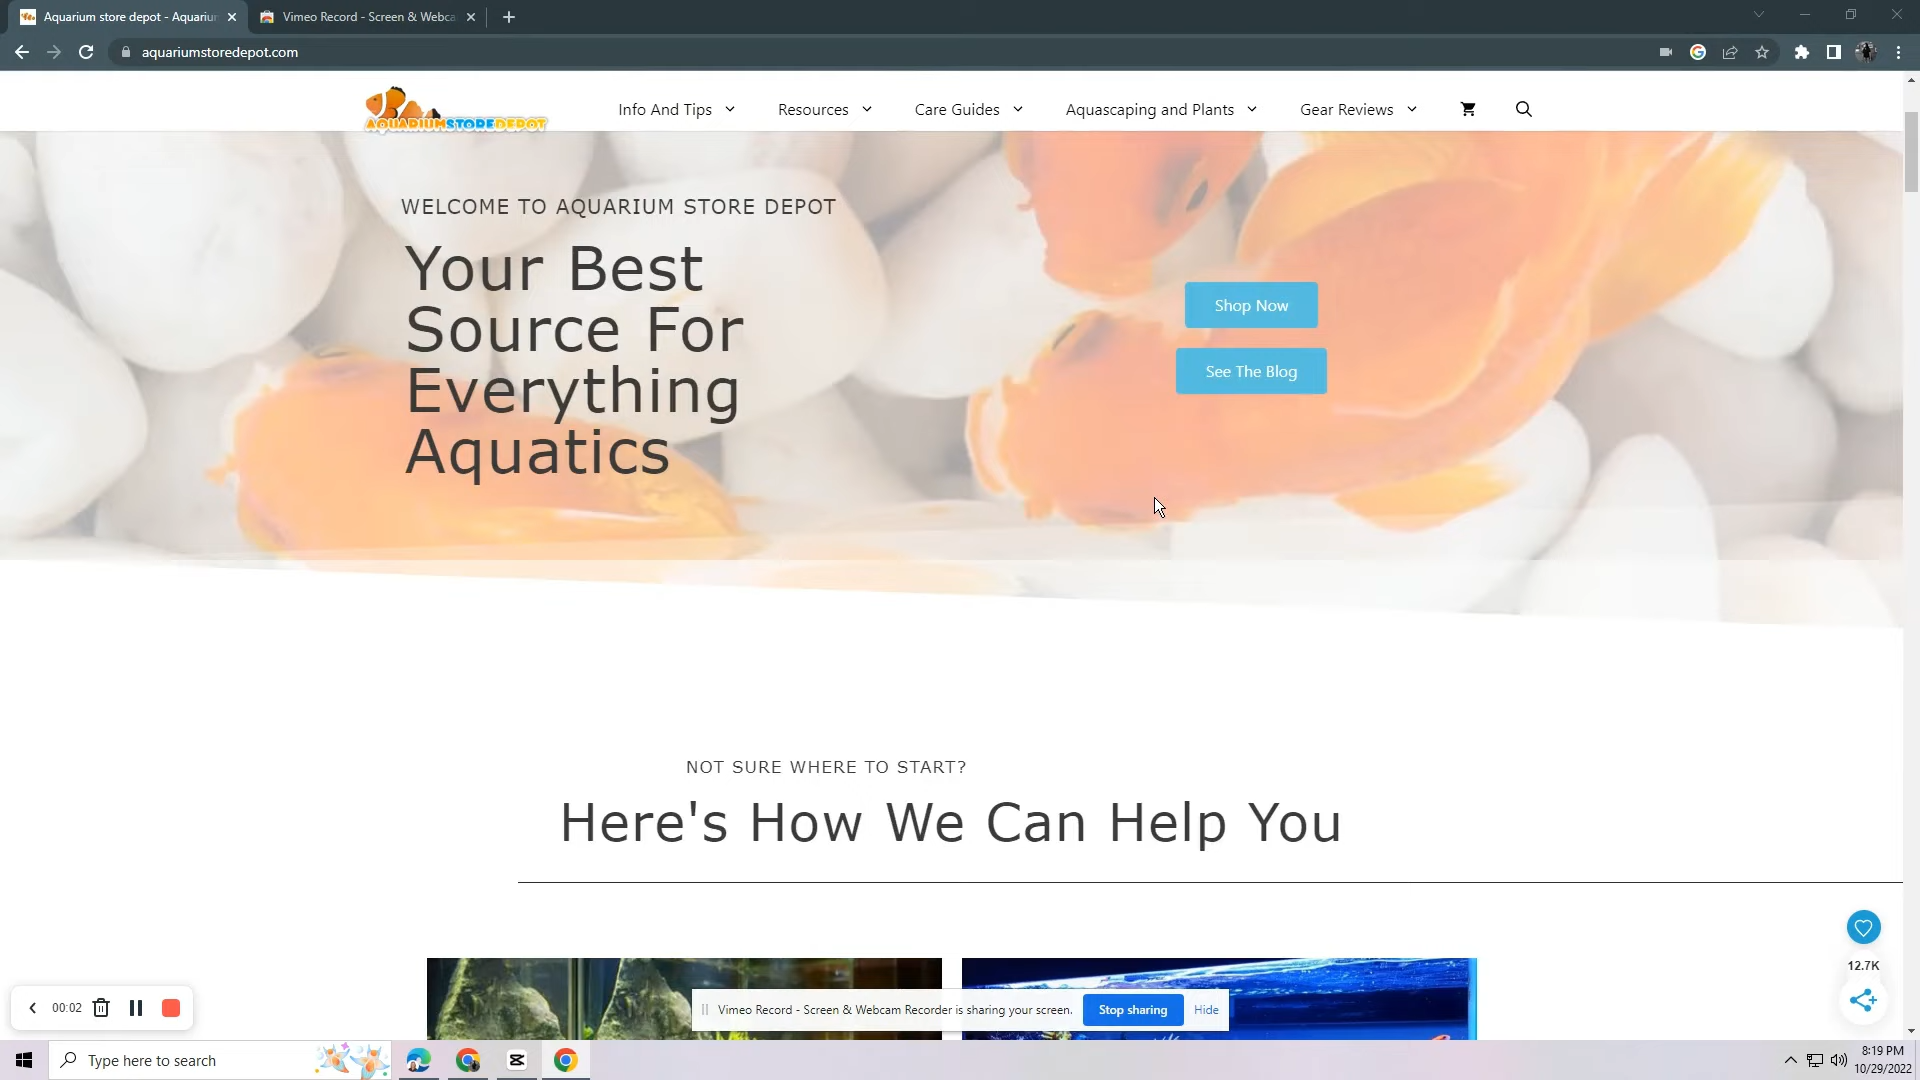 Aquarium store depot - Aquariu
Vimeo Record - Screen & Webca
aquariumstoredepot.com
AQUARIUMSTOREDEPOT
Info And Tips
Resources
Care Guides
Aquascaping and Plants
Gear Reviews
WELCOME TO AQUARIUM STORE DEPOT
Your Best
Source For
Everything
Aquatics
Shop Now
See The Blog
NOT SURE WHERE TO START?
Here's How We Can Help You
12.7K
00:02
Vimeo Record - Screen & Webcam Recorder is sharing your screen.
Stop sharing
Hide
Type here to search
8:19 PM
10/29/2022